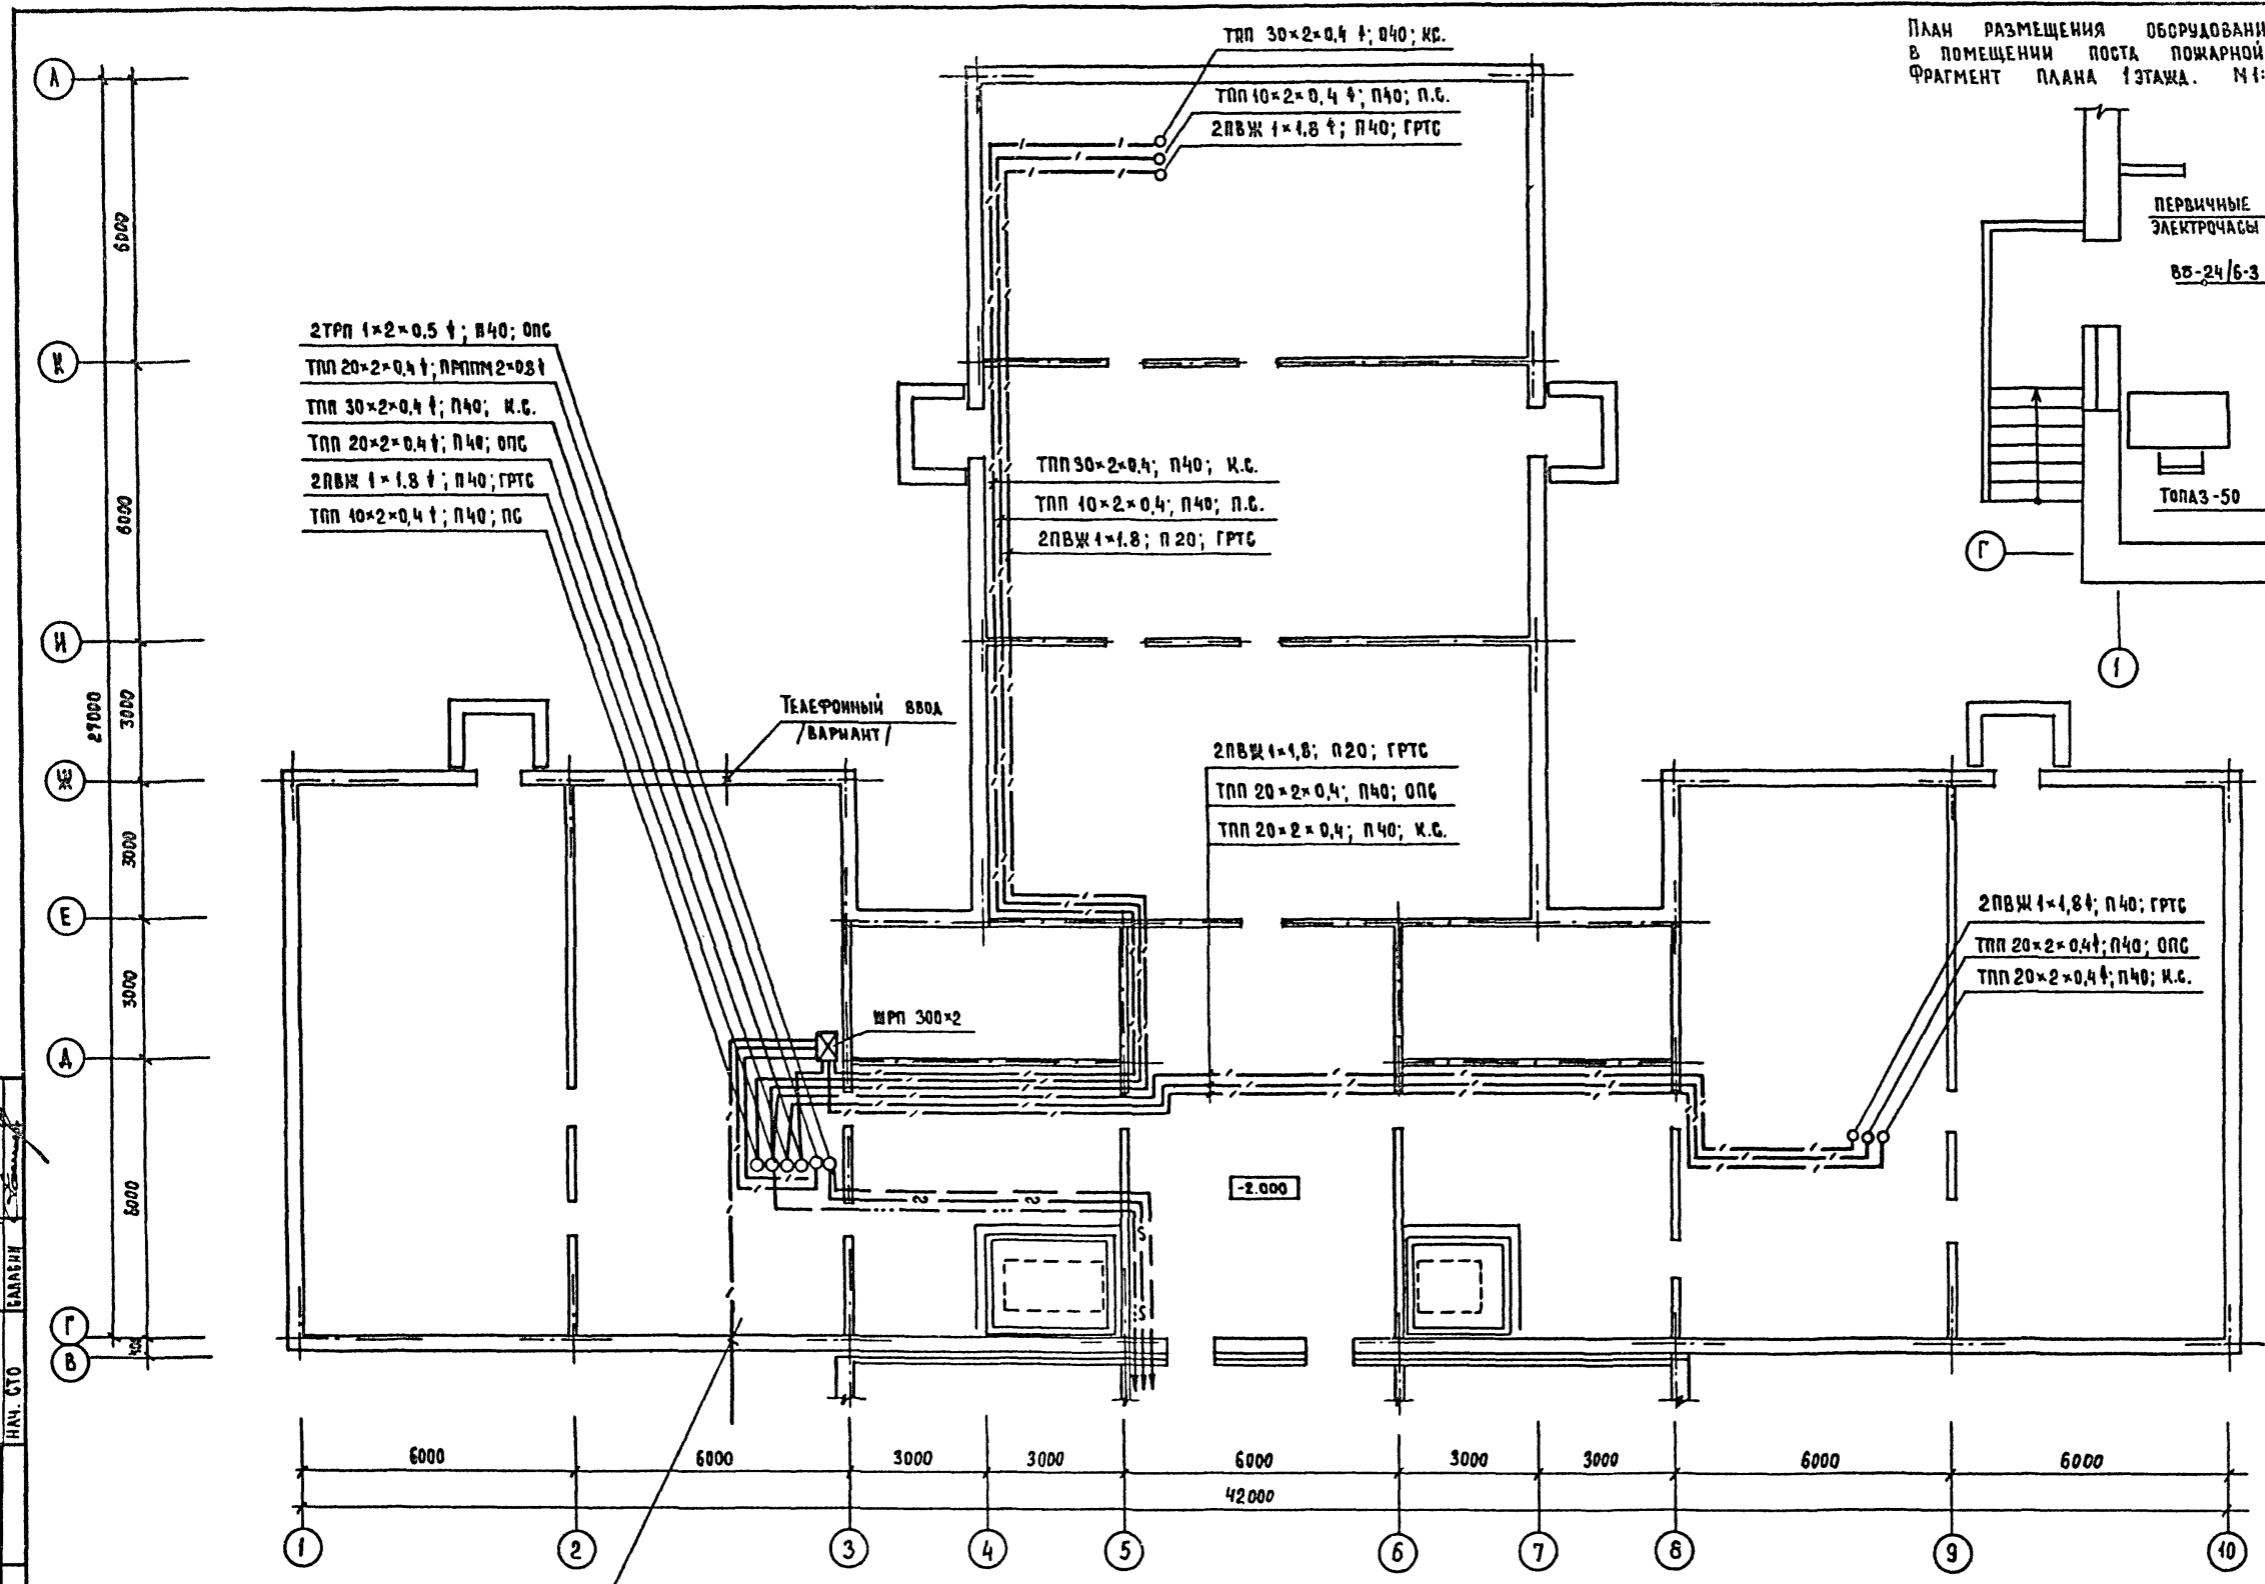 ПЛАН РАЗМЕЩЕНИЯ ОБОРУДОВАНИ
В ПОМЕЩЕНИИ ПОСТА ПОЖАРНОЙ
ФРАГМЕНТ ПЛАНА 1 ЭТАЖА. М1:
ТПП 30×2×0,4 ; П40; КС.
ТПП 10×2×0,4 ; П40; П.С.
2ПВЖ 1×1,8 ; П40; ГРТС
ПЕРВИЧНЫЕ
ЭЛЕКТРОЧАСЫ
ВБ-24/6-3
ТОПАЗ-50
Г
1
2ТРП 1×2×0,5 ; П40; ОПС
ТПП 20×2×0,4 ; ПРППМ 2×0,8
ТПП 30×2×0,4 ; П40; К.С.
ТПП 20×2×0,4 ; П40; ОПС
2ПВЖ 1×1.8 ; П40; ГРТС
ТПП 10×2×0,4 ; П40; ПС
ТПП 30×2×0,4; П40; К.С.
ТПП 10×2×0,4; П40; П.С.
2ПВЖ 1×1.8; П20; ГРТС
ТЕЛЕФОННЫЙ ВВОД
/ВАРИАНТ/
2ПВЖ 1×1,8; П20; ГРТС
ТПП 20×2×0,4; П40; ОПС
ТПП 20×2×0,4; П40; К.С.
2ПВЖ 1×1,8 ; П40; ГРТС
ТПП 20×2×0,4 ; П40; ОПС
ТПП 20×2×0,4 ; П40; К.С.
ШРП 300×2
-2.000
Л
К
И
Ж
Е
Д
Г
В
6000
6000
3000
3000
3000
6000
27000
6000 6000 3000 3000 6000 3000 3000 6000 6000
42000
1 2 3 4 5 6 7 8 9 10
НАЧ. СТО